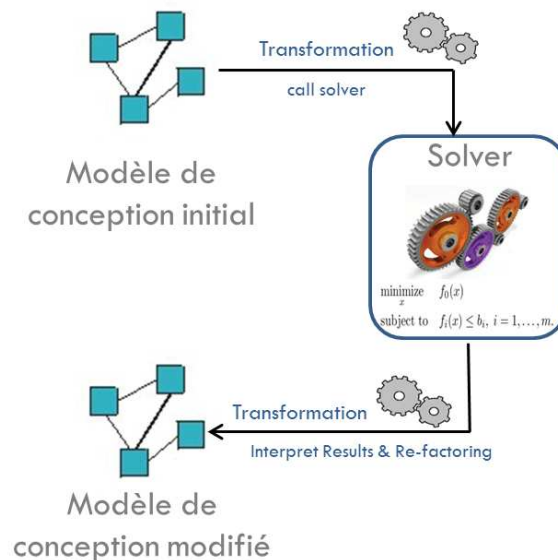 Transformation
call solver
Modèle de
conception initial
Solver
minimize f₀(x)
x
subject to fᵢ(x) ≤ bᵢ, i = 1,…,m.
Transformation
Interpret Results & Re-factoring
Modèle de
conception modifié